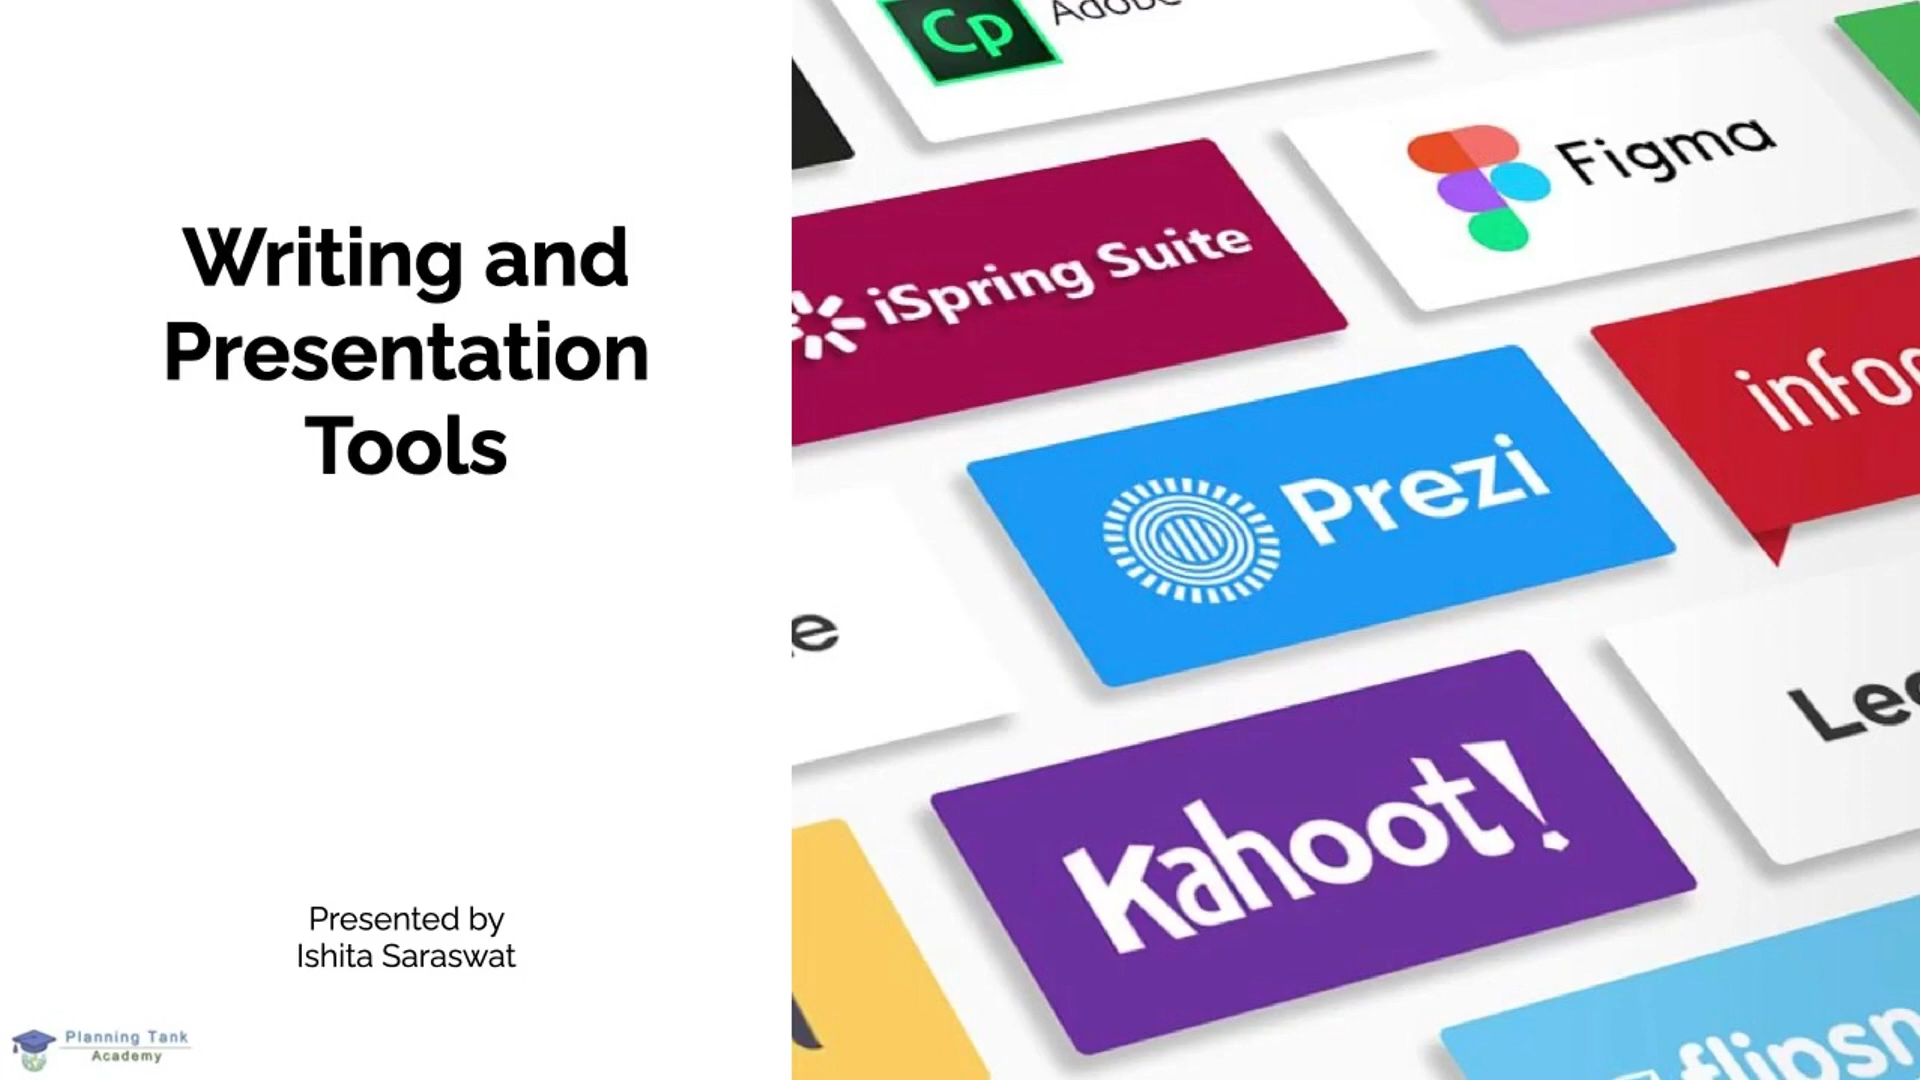 Writing and
Presentation
Tools
Presented by
Ishita Saraswat
Planning Tank
Academy
Cp
Figma
iSpring Suite
Prezi
Kahoot!